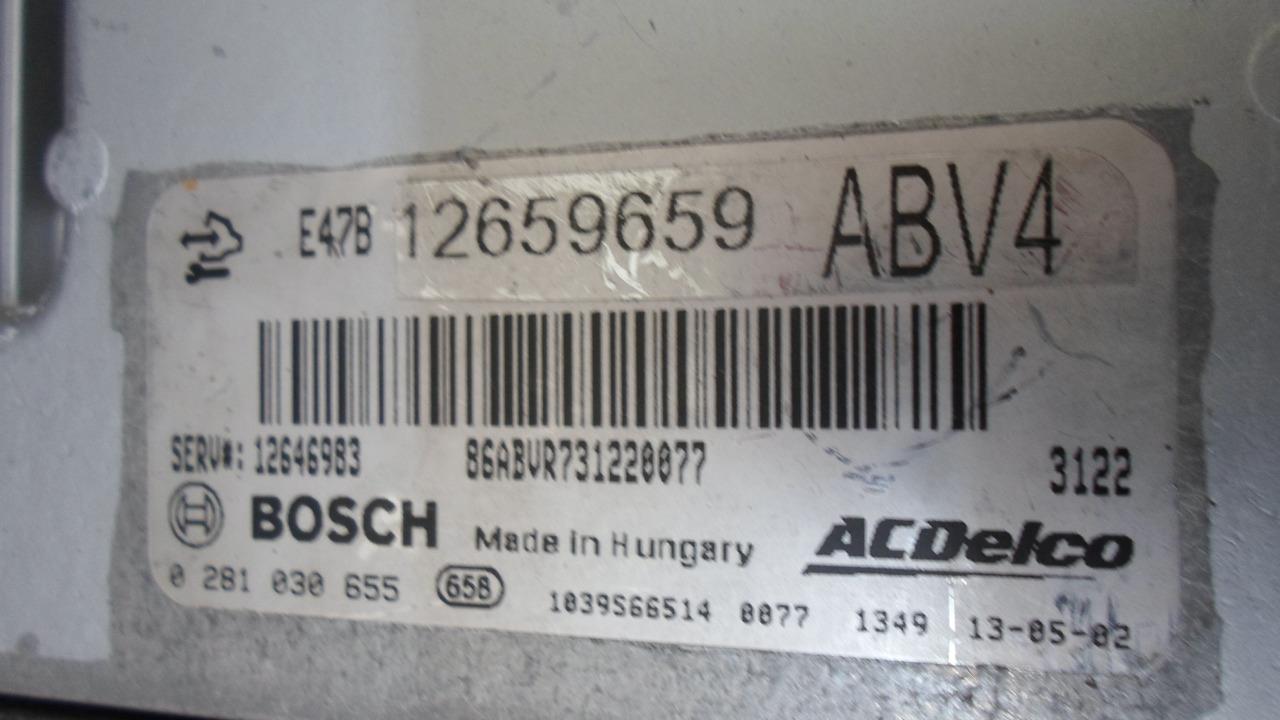 E47B 12659659 ABV4
SERV#: 12646983 86ABVR731220077 3122
BOSCH Made in Hungary ACDelco
0 281 030 655 658 1039S66514 0077 1349 13-05-02